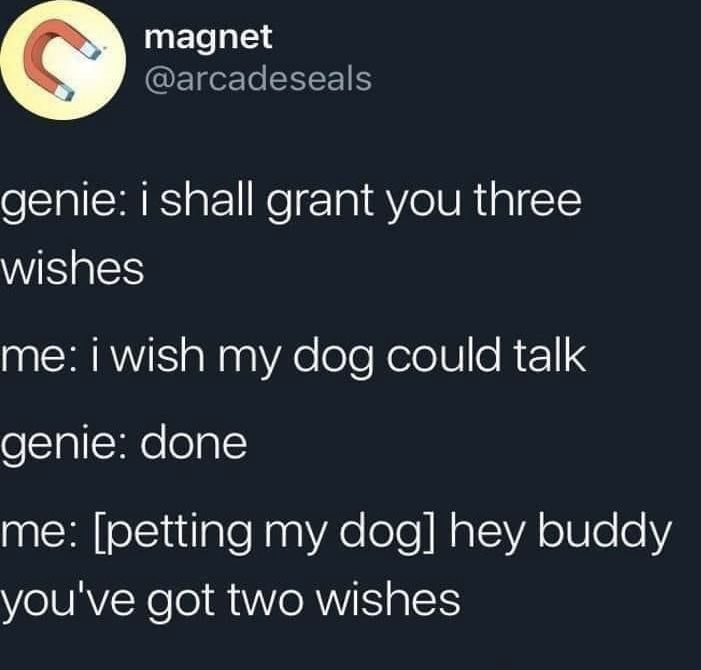 magnet
@arcadeseals
genie: i shall grant you three
wishes
me: i wish my dog could talk
genie: done
me: [petting my dog] hey buddy
you've got two wishes